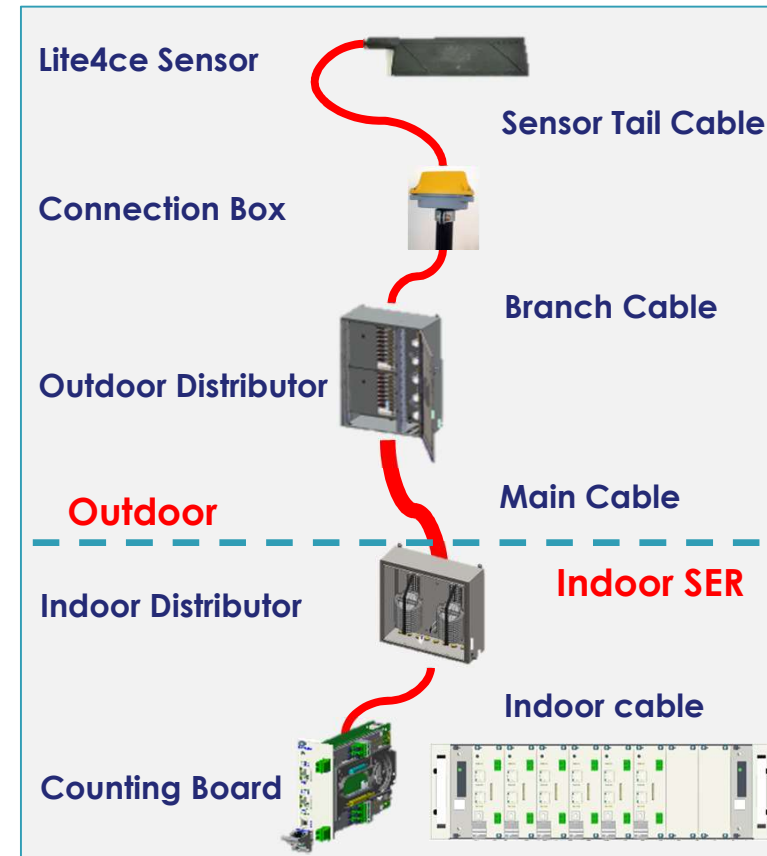 Lite4ce Sensor
Sensor Tail Cable
Connection Box
Branch Cable
Outdoor Distributor
Main Cable
Outdoor
Indoor SER
Indoor Distributor
Indoor cable
Counting Board